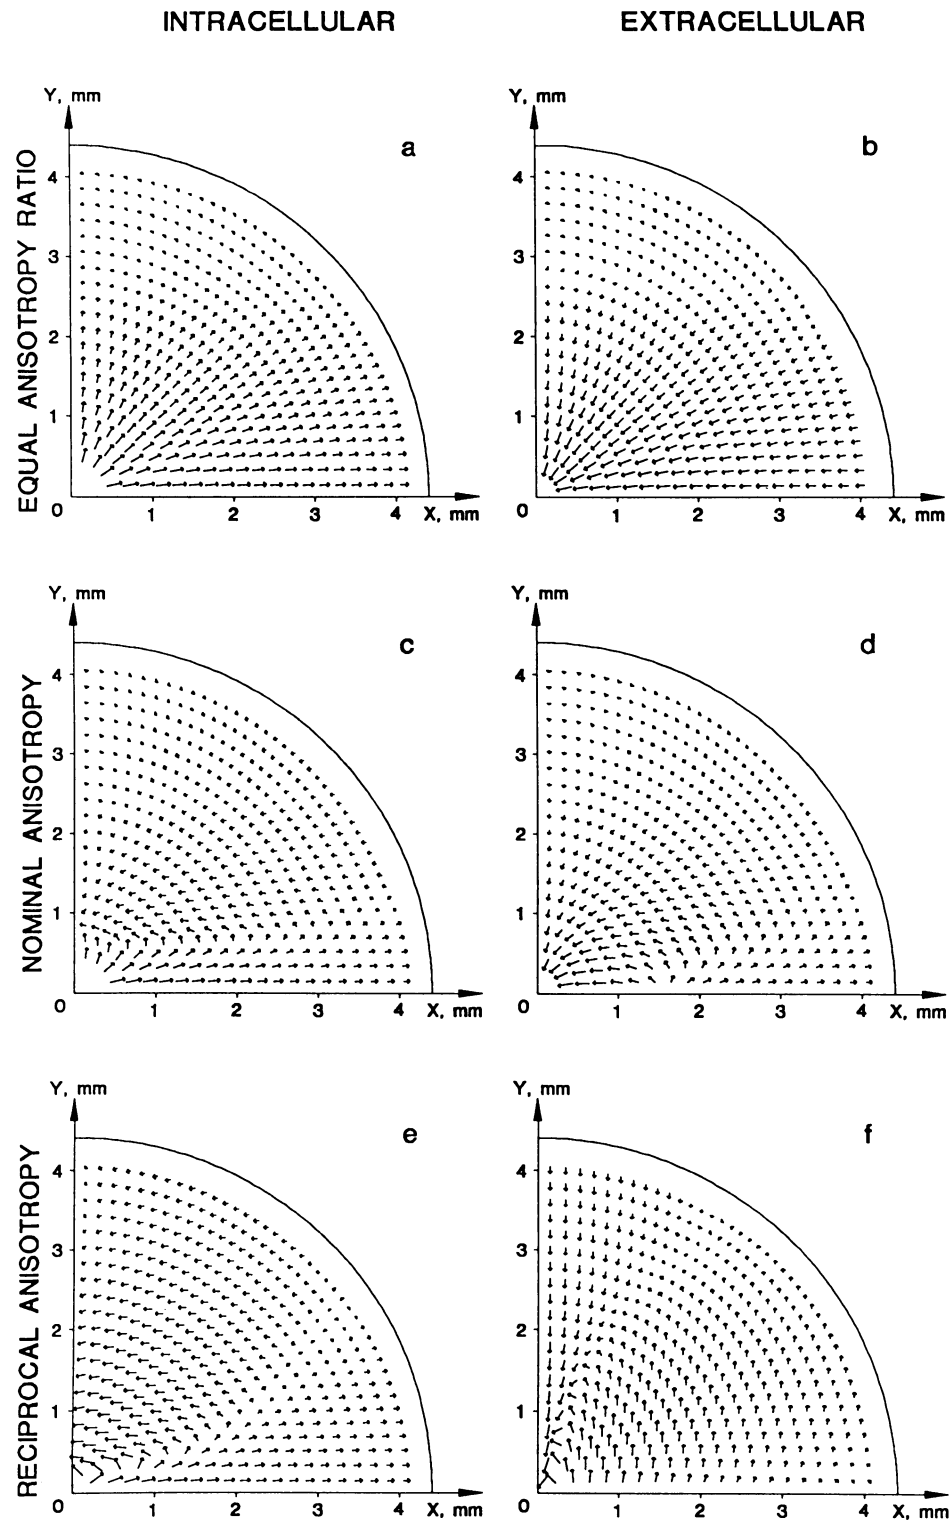 INTRACELLULAR EXTRACELLULAR
EQUAL ANISOTROPY RATIO
Y, mm
a
4
3
2
1
0
1 2 3 4 X, mm
Y, mm
b
4
3
2
1
0
1 2 3 4 X, mm
NOMINAL ANISOTROPY
Y, mm
c
4
3
2
1
0
1 2 3 4 X, mm
Y, mm
d
4
3
2
1
0
1 2 3 4 X, mm
RECIPROCAL ANISOTROPY
Y, mm
e
4
3
2
1
0
1 2 3 4 X, mm
Y, mm
f
4
3
2
1
0
1 2 3 4 X, mm